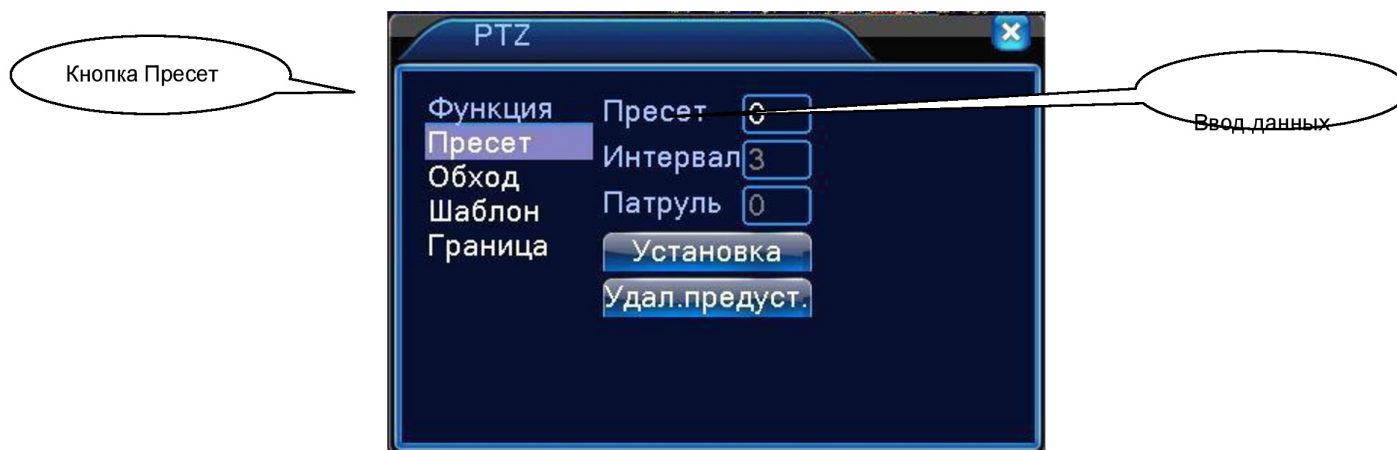 PTZ
Кнопка Пресет
Функция
Пресет
Обход
Шаблон
Граница
Пресет 0
Интервал 3
Патруль 0
Установка
Удал.предуст.
Ввод данных